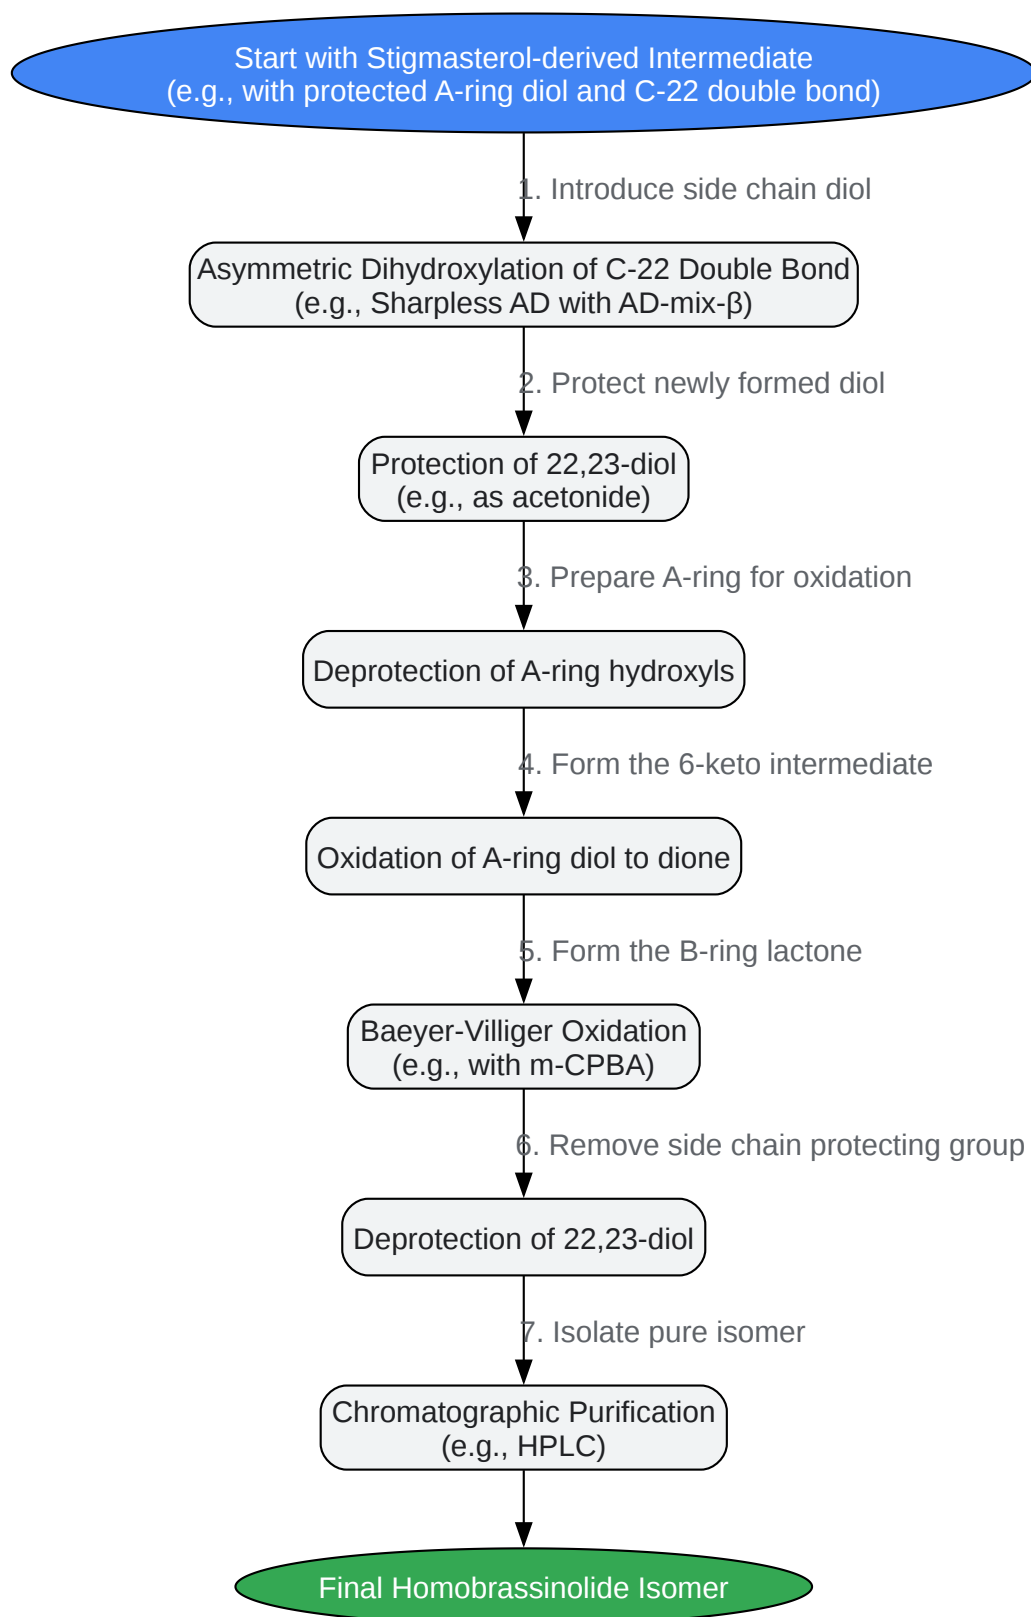 Start with Stigmasterol-derived Intermediate
(e.g., with protected A-ring diol and C-22 double bond)
1. Introduce side chain diol
Asymmetric Dihydroxylation of C-22 Double Bond
(e.g., Sharpless AD with AD-mix-β)
2. Protect newly formed diol
Protection of 22,23-diol
(e.g., as acetonide)
3. Prepare A-ring for oxidation
Deprotection of A-ring hydroxyls
4. Form the 6-keto intermediate
Oxidation of A-ring diol to dione
5. Form the B-ring lactone
Baeyer-Villiger Oxidation
(e.g., with m-CPBA)
6. Remove side chain protecting group
Deprotection of 22,23-diol
7. Isolate pure isomer
Chromatographic Purification
(e.g., HPLC)
Final Homobrassinolide Isomer